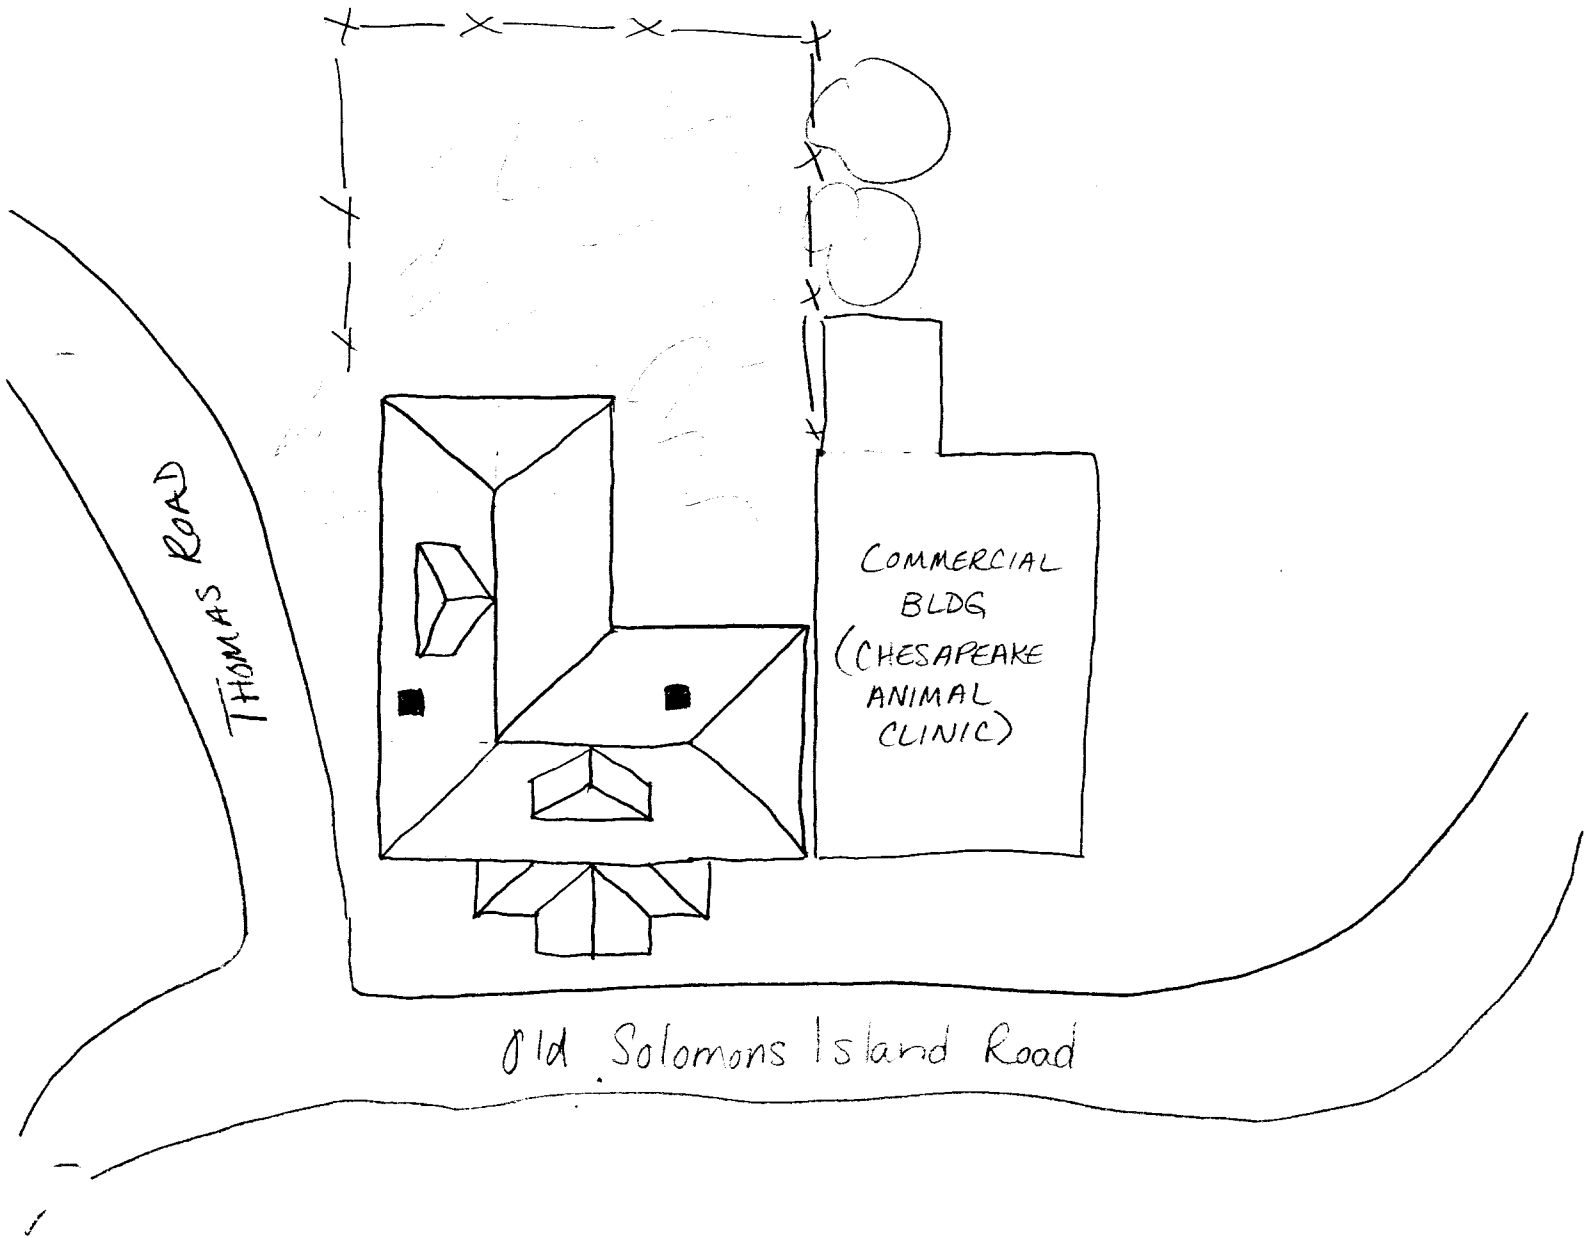 THOMAS ROAD
COMMERCIAL
BLDG
(CHESAPEAKE
ANIMAL
CLINIC)
Old Solomons Island Road